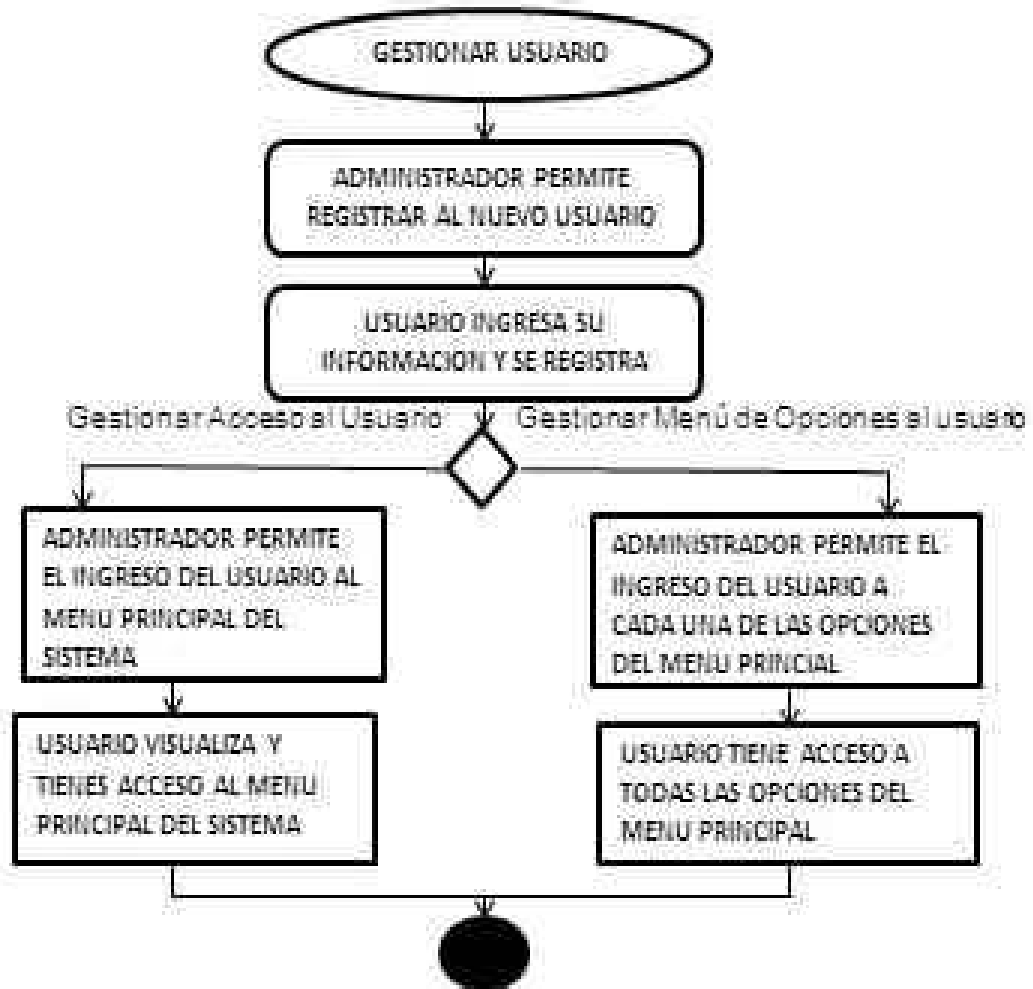 GESTIONAR USUARIO
ADMINISTRADOR PERMITE
REGISTRAR AL NUEVO USUARIO
USUARIO INGRESA SU
INFORMACION Y SE REGISTRA
Gestionar Acceso al Usuario
Gestionar Menú de Opciones al usuario
ADMINISTRADOR PERMITE
EL INGRESO DEL USUARIO AL
MENU PRINCIPAL DEL
SISTEMA
ADMINISTRADOR PERMITE EL
INGRESO DEL USUARIO A
CADA UNA DE LAS OPCIONES
DEL MENU PRINCIAL
USUARIO VISUALIZA Y
TIENES ACCESO AL MENU
PRINCIPAL DEL SISTEMA
USUARIO TIENE ACCESO A
TODAS LAS OPCIONES DEL
MENU PRINCIPAL